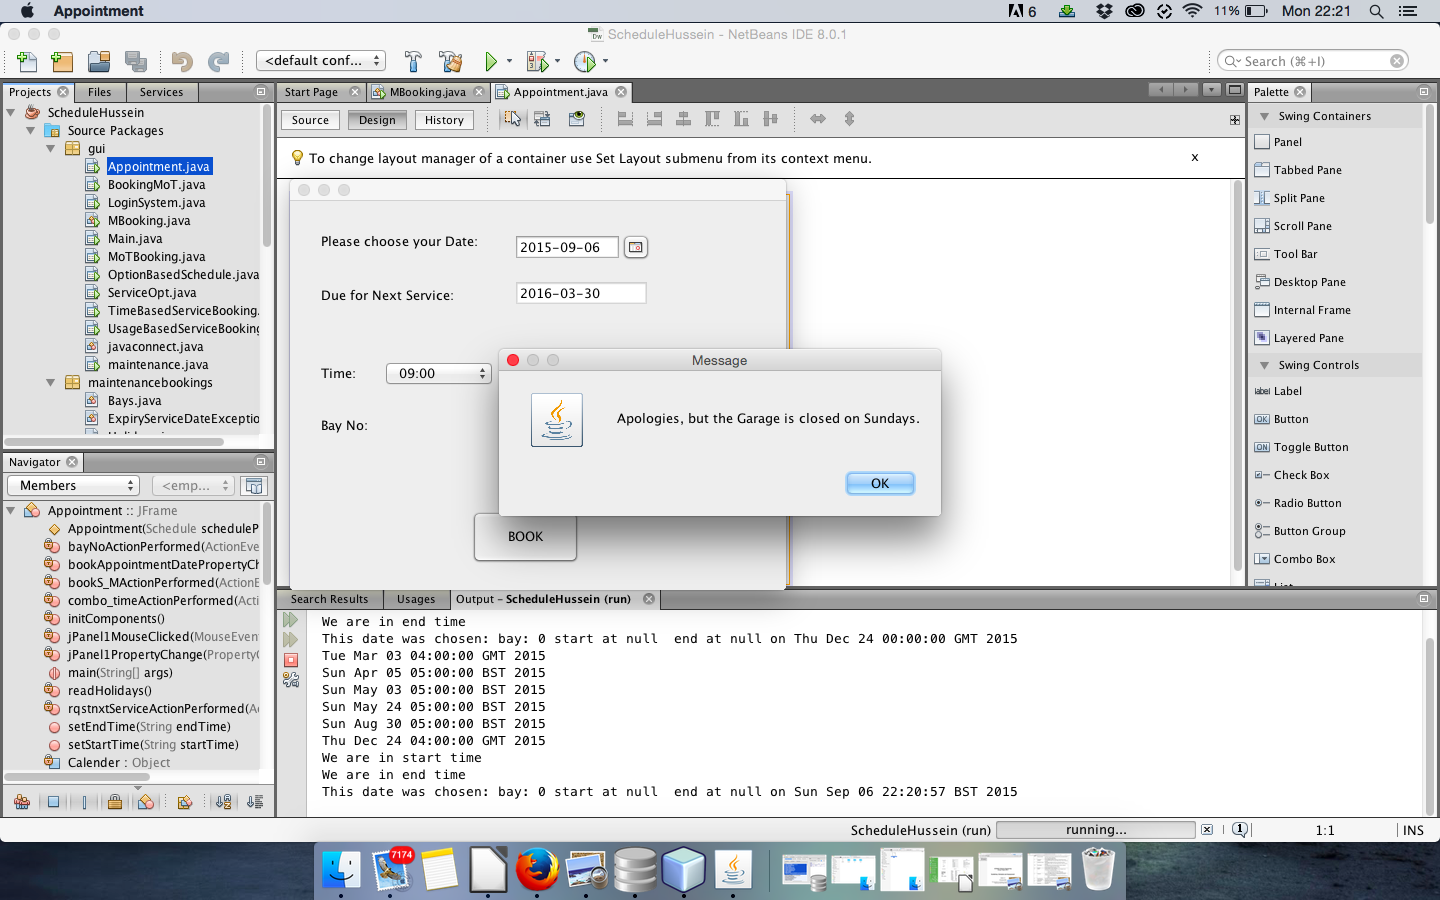 Appointment
6
11%
Mon 22:21
ScheduleHussein - NetBeans IDE 8.0.1
<default conf...
Search (⌘+I)
Projects
Files
Services
Start Page
MBooking.java
Appointment.java
Palette
Source
Design
History
To change layout manager of a container use Set Layout submenu from its context menu.
x
ScheduleHussein
Source Packages
gui
Appointment.java
BookingMoT.java
LoginSystem.java
MBooking.java
Main.java
MoTBooking.java
OptionBasedSchedule.java
ServiceOpt.java
TimeBasedServiceBooking.
UsageBasedServiceBooking
javaconnect.java
maintenance.java
maintenancebookings
Bays.java
ExpiryServiceDateException
Please choose your Date:
2015-09-06
Due for Next Service:
2016-03-30
Time:
09:00
Bay No:
BOOK
Message
Apologies, but the Garage is closed on Sundays.
OK
Swing Containers
Panel
Tabbed Pane
Split Pane
Scroll Pane
Tool Bar
Desktop Pane
Internal Frame
Layered Pane
Swing Controls
label Label
OK Button
ON Toggle Button
Check Box
Radio Button
Button Group
Combo Box
Navigator
Members
<emp...
Appointment :: JFrame
Appointment(Schedule scheduleP
bayNoActionPerformed(ActionEve
bookAppointmentDatePropertyCh
bookS_MActionPerformed(ActionE
combo_timeActionPerformed(Acti
initComponents()
jPanel1MouseClicked(MouseEven
jPanel1PropertyChange(PropertyC
main(String[] args)
readHolidays()
rqstnxtServiceActionPerformed(Ac
setEndTime(String endTime)
setStartTime(String startTime)
Calender : Object
Search Results
Usages
Output - ScheduleHussein (run)
We are in end time
This date was chosen: bay: 0 start at null  end at null on Thu Dec 24 00:00:00 GMT 2015
Tue Mar 03 04:00:00 GMT 2015
Sun Apr 05 05:00:00 BST 2015
Sun May 03 05:00:00 BST 2015
Sun May 24 05:00:00 BST 2015
Sun Aug 30 05:00:00 BST 2015
Thu Dec 24 04:00:00 GMT 2015
We are in start time
We are in end time
This date was chosen: bay: 0 start at null  end at null on Sun Sep 06 22:20:57 BST 2015
ScheduleHussein (run)
running...
1
1:1
INS
7174